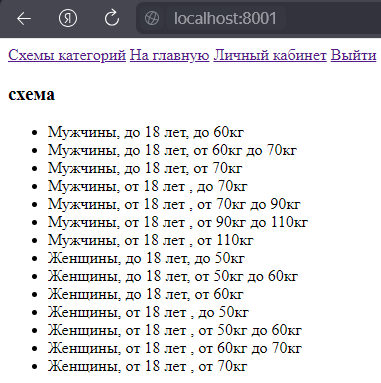 localhost:8001
Схемы категорий На главную Личный кабинет Выйти
схема
Мужчины, до 18 лет, до 60кг
Мужчины, до 18 лет, от 60кг до 70кг
Мужчины, до 18 лет, от 70кг
Мужчины, от 18 лет , до 70кг
Мужчины, от 18 лет , от 70кг до 90кг
Мужчины, от 18 лет , от 90кг до 110кг
Мужчины, от 18 лет , от 110кг
Женщины, до 18 лет, до 50кг
Женщины, до 18 лет, от 50кг до 60кг
Женщины, до 18 лет, от 60кг
Женщины, от 18 лет , до 50кг
Женщины, от 18 лет , от 50кг до 60кг
Женщины, от 18 лет , от 60кг до 70кг
Женщины, от 18 лет , от 70кг